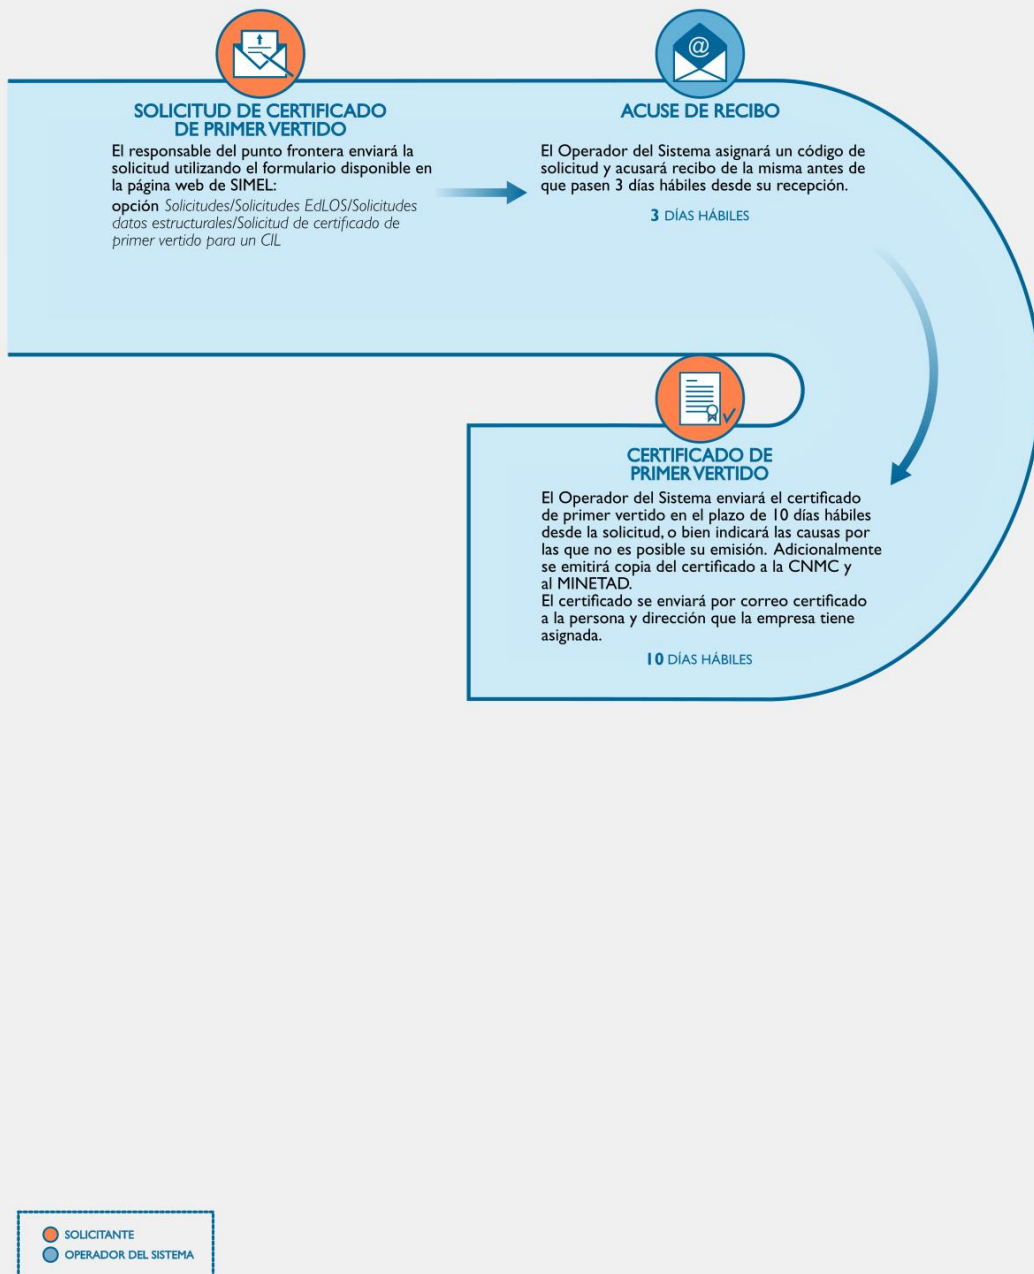 SOLICITUD DE CERTIFICADO
DE PRIMER VERTIDO
El responsable del punto frontera enviará la
solicitud utilizando el formulario disponible en
la página web de SIMEL:
opción Solicitudes/Solicitudes EdLOS/Solicitudes
datos estructurales/Solicitud de certificado de
primer vertido para un CIL
@
ACUSE DE RECIBO
El Operador del Sistema asignará un código de
solicitud y acusará recibo de la misma antes de
que pasen 3 días hábiles desde su recepción.
3 DÍAS HÁBILES
CERTIFICADO DE
PRIMER VERTIDO
El Operador del Sistema enviará el certificado
de primer vertido en el plazo de 10 días hábiles
desde la solicitud, o bien indicará las causas por
las que no es posible su emisión. Adicionalmente
se emitirá copia del certificado a la CNMC y
al MINETAD.
El certificado se enviará por correo certificado
a la persona y dirección que la empresa tiene
asignada.
10 DÍAS HÁBILES
SOLICITANTE
OPERADOR DEL SISTEMA